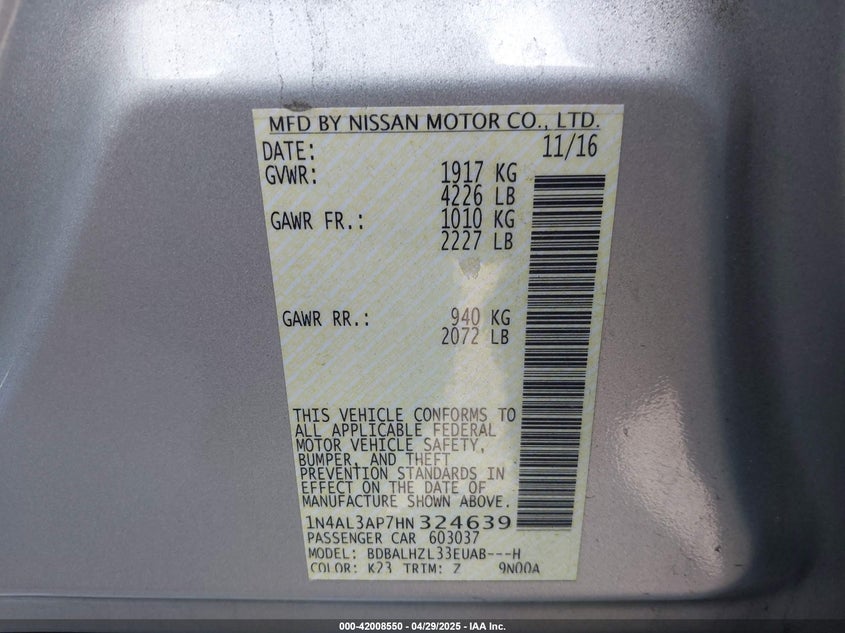 MFD BY NISSAN MOTOR CO., LTD.
DATE: 11/16
GVWR: 1917 KG
4226 LB
GAWR FR.: 1010 KG
2227 LB
GAWR RR.: 940 KG
2072 LB
THIS VEHICLE CONFORMS TO
ALL APPLICABLE FEDERAL
MOTOR VEHICLE SAFETY,
BUMPER, AND THEFT
PREVENTION STANDARDS IN
EFFECT ON THE DATE OF
MANUFACTURE SHOWN ABOVE.
1N4AL3AP7HN324639
PASSENGER CAR 603037
MODEL: BDBALHZL33EUAB---H
COLOR: K23 TRIM: Z 9N00A
000-42008550 - 04/29/2025 - IAA Inc.